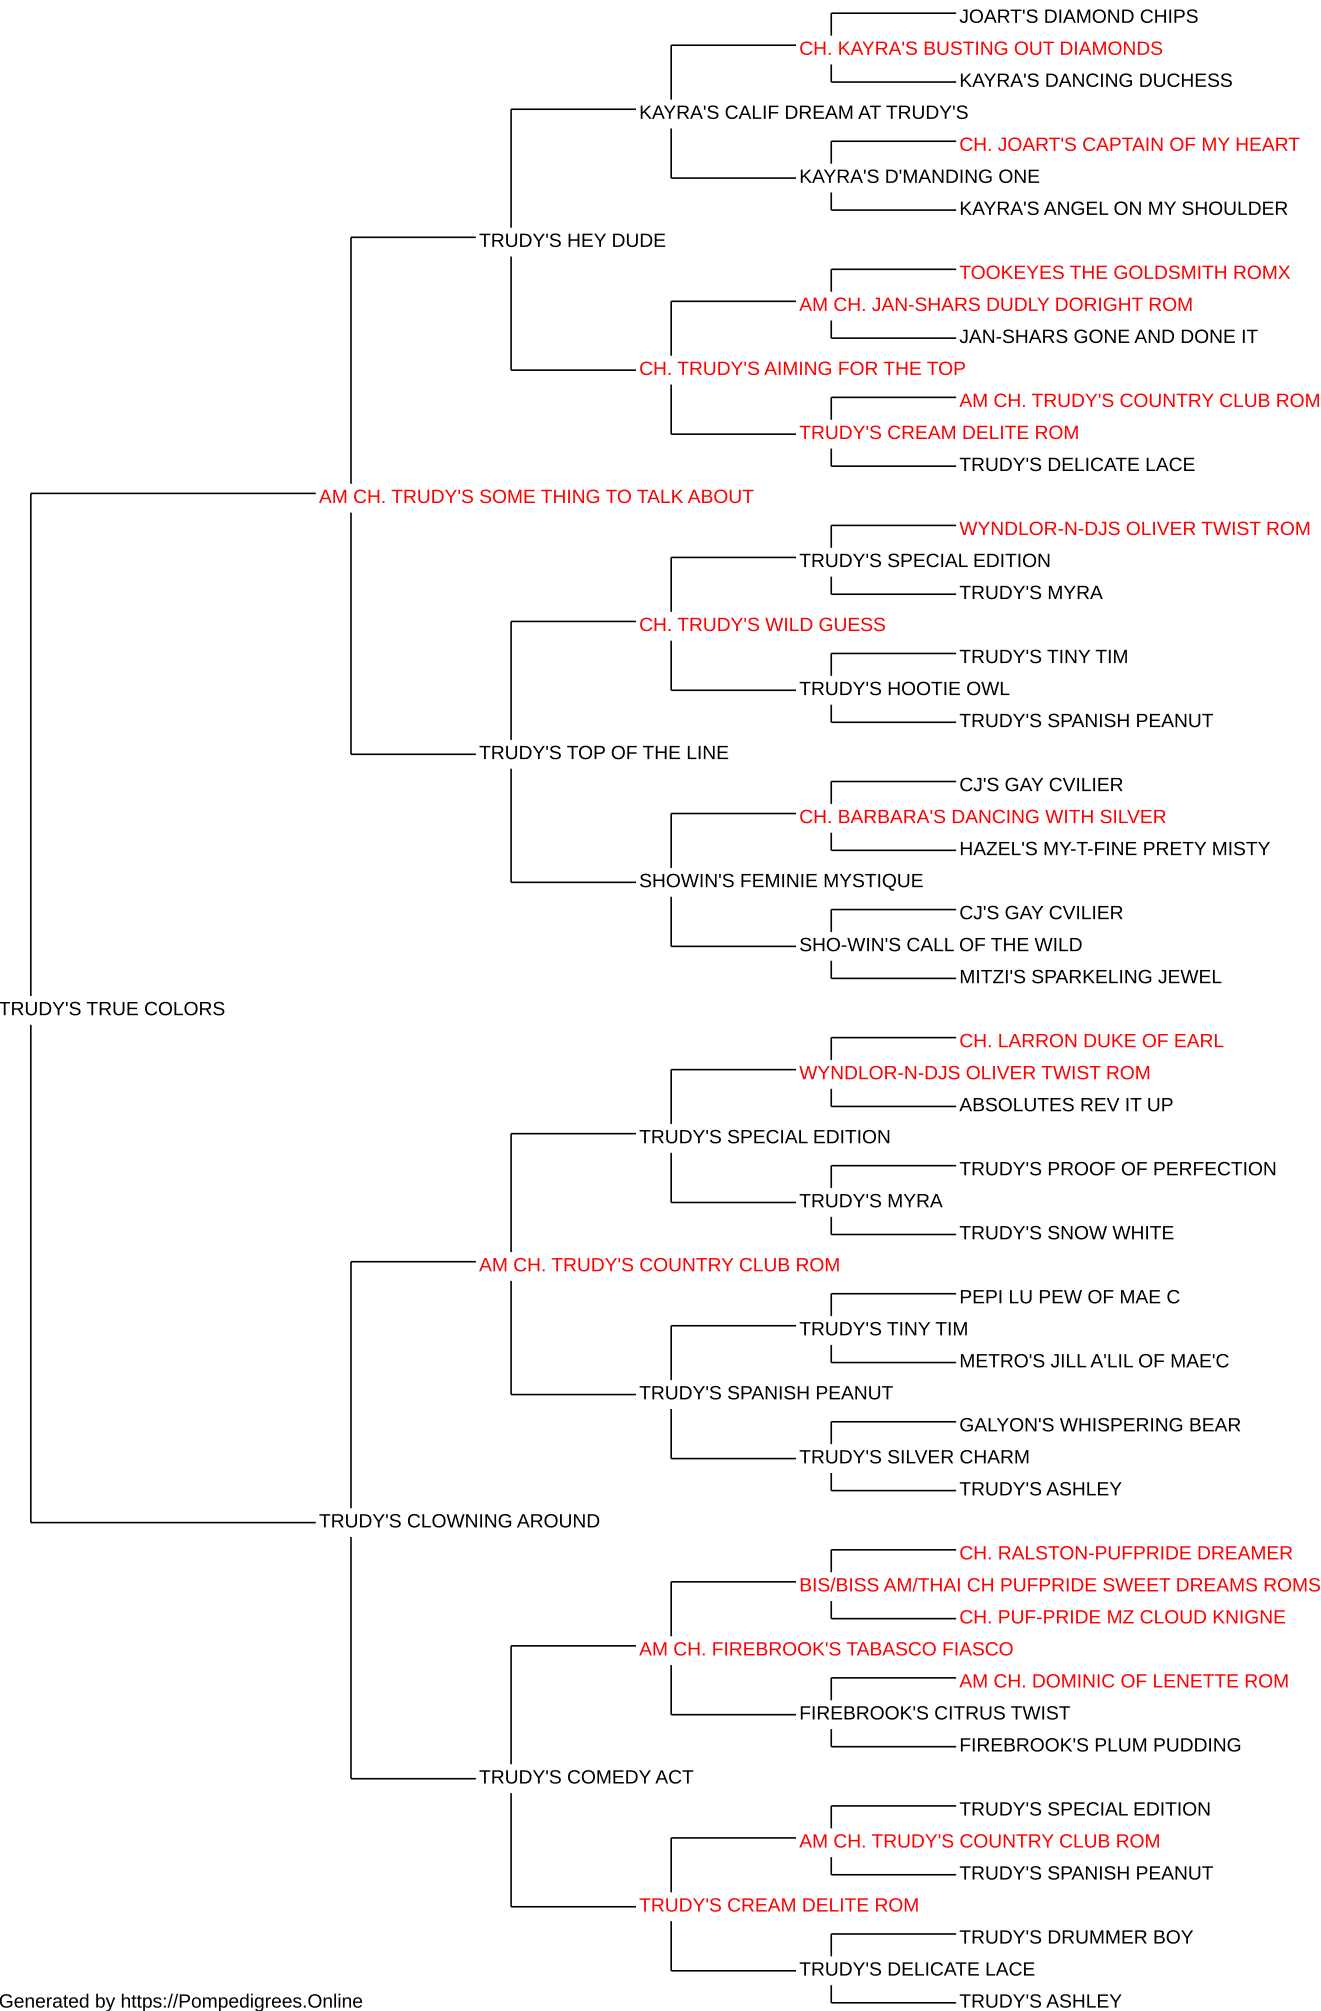 JOART'S DIAMOND CHIPS
CH. KAYRA'S BUSTING OUT DIAMONDS
KAYRA'S DANCING DUCHESS
KAYRA'S CALIF DREAM AT TRUDY'S
CH. JOART'S CAPTAIN OF MY HEART
KAYRA'S D'MANDING ONE
KAYRA'S ANGEL ON MY SHOULDER
TRUDY'S HEY DUDE
TOOKEYES THE GOLDSMITH ROMX
AM CH. JAN-SHARS DUDLY DORIGHT ROM
JAN-SHARS GONE AND DONE IT
CH. TRUDY'S AIMING FOR THE TOP
AM CH. TRUDY'S COUNTRY CLUB ROM
TRUDY'S CREAM DELITE ROM
TRUDY'S DELICATE LACE
AM CH. TRUDY'S SOME THING TO TALK ABOUT
WYNDLOR-N-DJS OLIVER TWIST ROM
TRUDY'S SPECIAL EDITION
TRUDY'S MYRA
CH. TRUDY'S WILD GUESS
TRUDY'S TINY TIM
TRUDY'S HOOTIE OWL
TRUDY'S SPANISH PEANUT
TRUDY'S TOP OF THE LINE
CJ'S GAY CVILIER
CH. BARBARA'S DANCING WITH SILVER
HAZEL'S MY-T-FINE PRETY MISTY
SHOWIN'S FEMINIE MYSTIQUE
CJ'S GAY CVILIER
SHO-WIN'S CALL OF THE WILD
MITZI'S SPARKELING JEWEL
TRUDY'S TRUE COLORS
CH. LARRON DUKE OF EARL
WYNDLOR-N-DJS OLIVER TWIST ROM
ABSOLUTES REV IT UP
TRUDY'S SPECIAL EDITION
TRUDY'S PROOF OF PERFECTION
TRUDY'S MYRA
TRUDY'S SNOW WHITE
AM CH. TRUDY'S COUNTRY CLUB ROM
PEPI LU PEW OF MAE C
TRUDY'S TINY TIM
METRO'S JILL A'LIL OF MAE'C
TRUDY'S SPANISH PEANUT
GALYON'S WHISPERING BEAR
TRUDY'S SILVER CHARM
TRUDY'S ASHLEY
TRUDY'S CLOWNING AROUND
CH. RALSTON-PUFPRIDE DREAMER
BIS/BISS AM/THAI CH PUFPRIDE SWEET DREAMS ROMS
CH. PUF-PRIDE MZ CLOUD KNIGNE
AM CH. FIREBROOK'S TABASCO FIASCO
AM CH. DOMINIC OF LENETTE ROM
FIREBROOK'S CITRUS TWIST
FIREBROOK'S PLUM PUDDING
TRUDY'S COMEDY ACT
TRUDY'S SPECIAL EDITION
AM CH. TRUDY'S COUNTRY CLUB ROM
TRUDY'S SPANISH PEANUT
TRUDY'S CREAM DELITE ROM
TRUDY'S DRUMMER BOY
TRUDY'S DELICATE LACE
TRUDY'S ASHLEY
Generated by https://Pompedigrees.Online